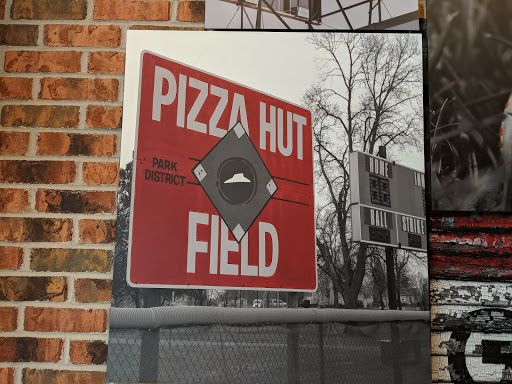 PIZZA HUT
PARK
DISTRICT
FIELD